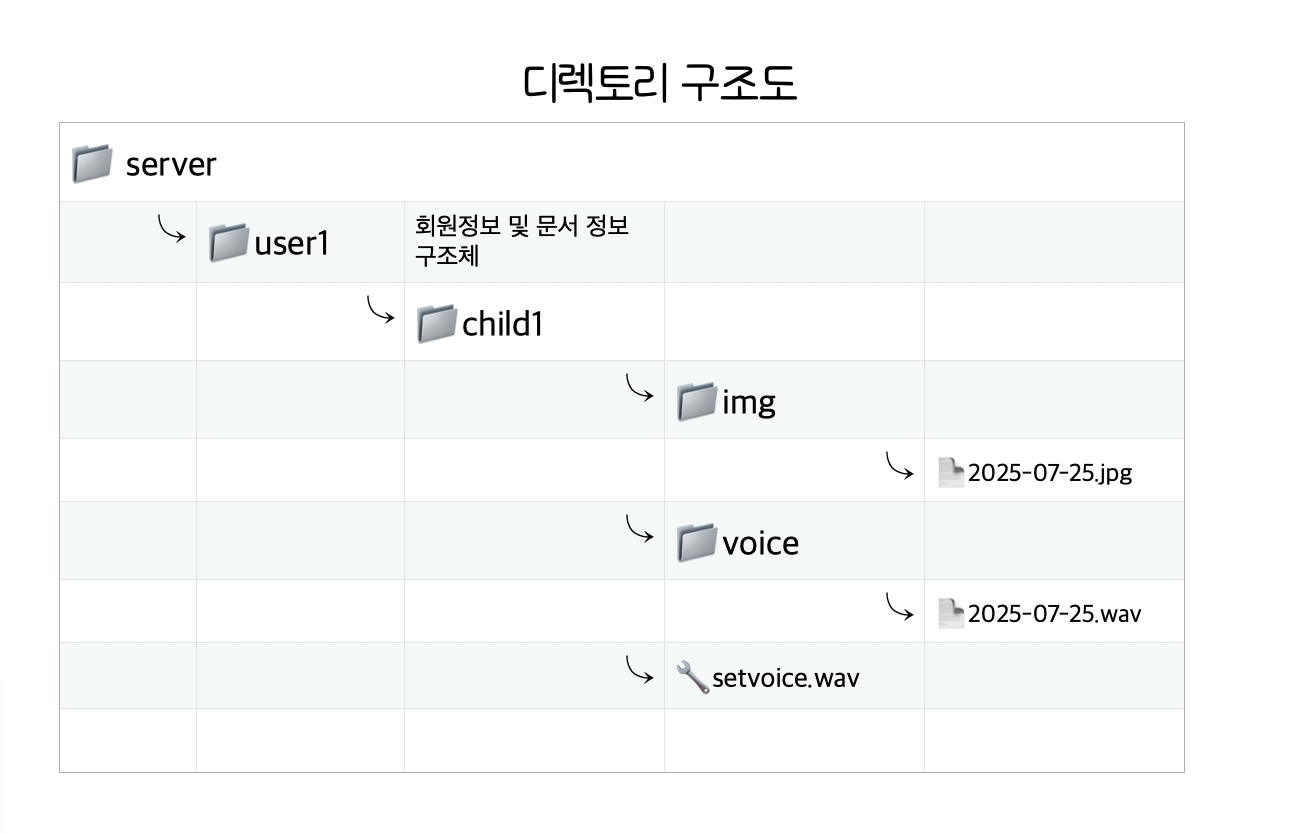 디렉토리 구조도
server
user1
회원정보 및 문서 정보
구조체
child1
img
2025-07-25.jpg
voice
2025-07-25.wav
setvoice.wav